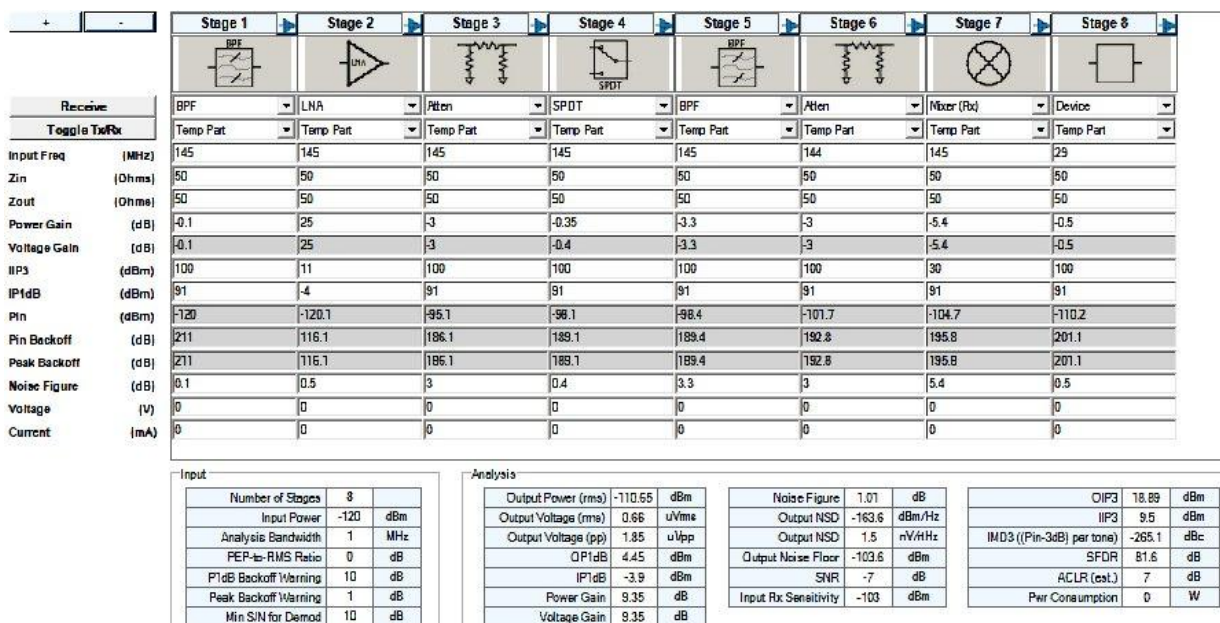 + - Stage 1 Stage 2 Stage 3 Stage 4 Stage 5 Stage 6 Stage 7 Stage 8
BPF LNA SPDT BPF
Receive BPF LNA Atten SPDT BPF Atten Mixer (Rx) Device
Toggle Tx/Rx Temp Part Temp Part Temp Part Temp Part Temp Part Temp Part Temp Part Temp Part
Input Freq (MHz) 145 145 145 145 145 144 145 29
Zin (Ohms) 50 50 50 50 50 50 50 50
Zout (Ohms) 50 50 50 50 50 50 50 50
Power Gain (dB) -0.1 25 -3 -0.35 -3.3 -3 -5.4 -0.5
Voltage Gain (dB) -0.1 25 -3 -0.4 -3.3 -3 -5.4 -0.5
IIP3 (dBm) 100 11 100 100 100 100 30 100
IP1dB (dBm) 91 -4 91 91 91 91 91 91
Pin (dBm) -120 -120.1 -95.1 -98.1 -98.4 -101.7 -104.7 -110.2
Pin Backoff (dB) 211 116.1 186.1 189.1 189.4 192.8 195.8 201.1
Peak Backoff (dB) 211 116.1 186.1 189.1 189.4 192.8 195.8 201.1
Noise Figure (dB) 0.1 0.5 3 0.4 3.3 3 5.4 0.5
Voltage (V) 0 0 0 0 0 0 0 0
Current (mA) 0 0 0 0 0 0 0 0
Input
Number of Stages 8
Input Power -120 dBm
Analysis Bandwidth 1 MHz
PEP-to-RMS Ratio 0 dB
P1dB Backoff Warning 10 dB
Peak Backoff Warning 1 dB
Min S/N for Demod 10 dB
Analysis
Output Power (rms) -110.65 dBm
Output Voltage (rms) 0.66 uVrms
Output Voltage (pp) 1.85 uVpp
OP1dB 4.45 dBm
IP1dB -3.9 dBm
Power Gain 9.35 dB
Voltage Gain 9.35 dB
Noise Figure 1.01 dB
Output NSD -163.6 dBm/Hz
Output NSD 1.5 nV/rtHz
Output Noise Floor -103.6 dBm
SNR -7 dB
Input Rx Sensitivity -103 dBm
OIP3 18.89 dBm
IIP3 9.5 dBm
IMD3 ((Pin-3dB) per tone) -265.1 dBc
SFDR 81.6 dB
ACLR (est.) 7 dB
Pwr Consumption 0 W